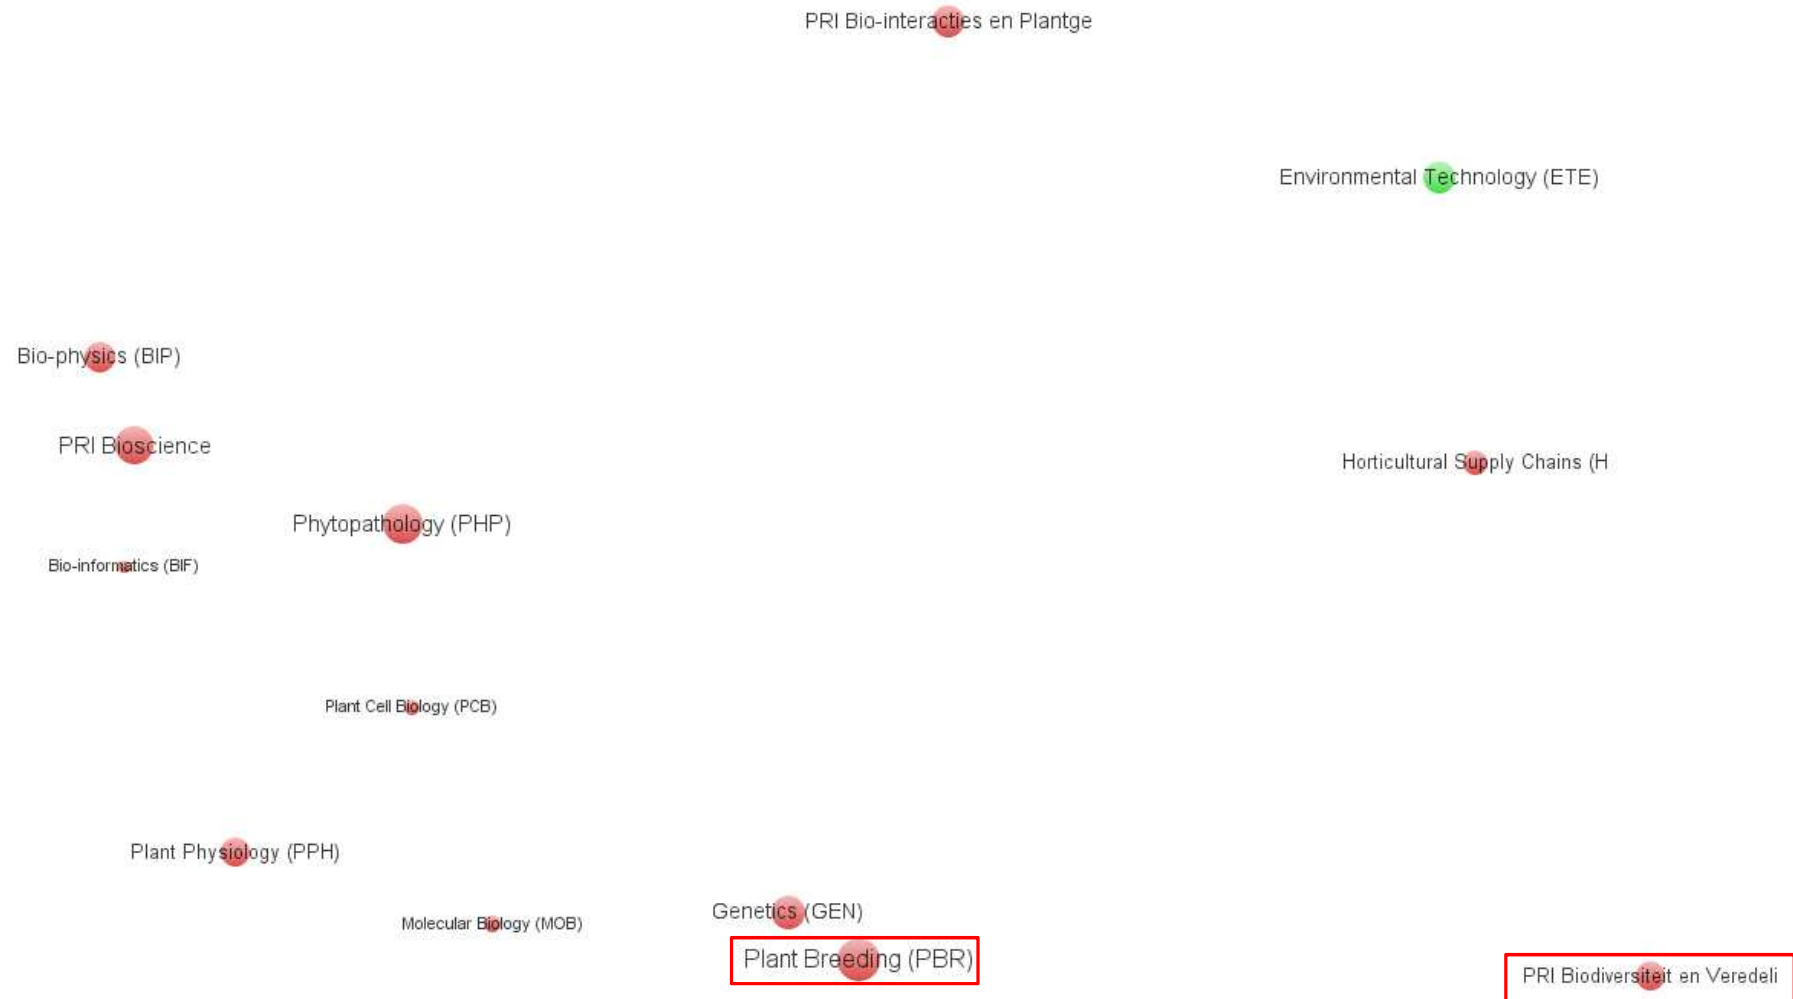 PRI Bio-interacties en Plantge
Environmental Technology (ETE)
Bio-physics (BIP)
PRI Bioscience
Horticultural Supply Chains (H
Phytopathology (PHP)
Bio-informatics (BIF)
Plant Cell Biology (PCB)
Plant Physiology (PPH)
Genetics (GEN)
Molecular Biology (MOB)
Plant Breeding (PBR)
PRI Biodiversiteit en Veredeli